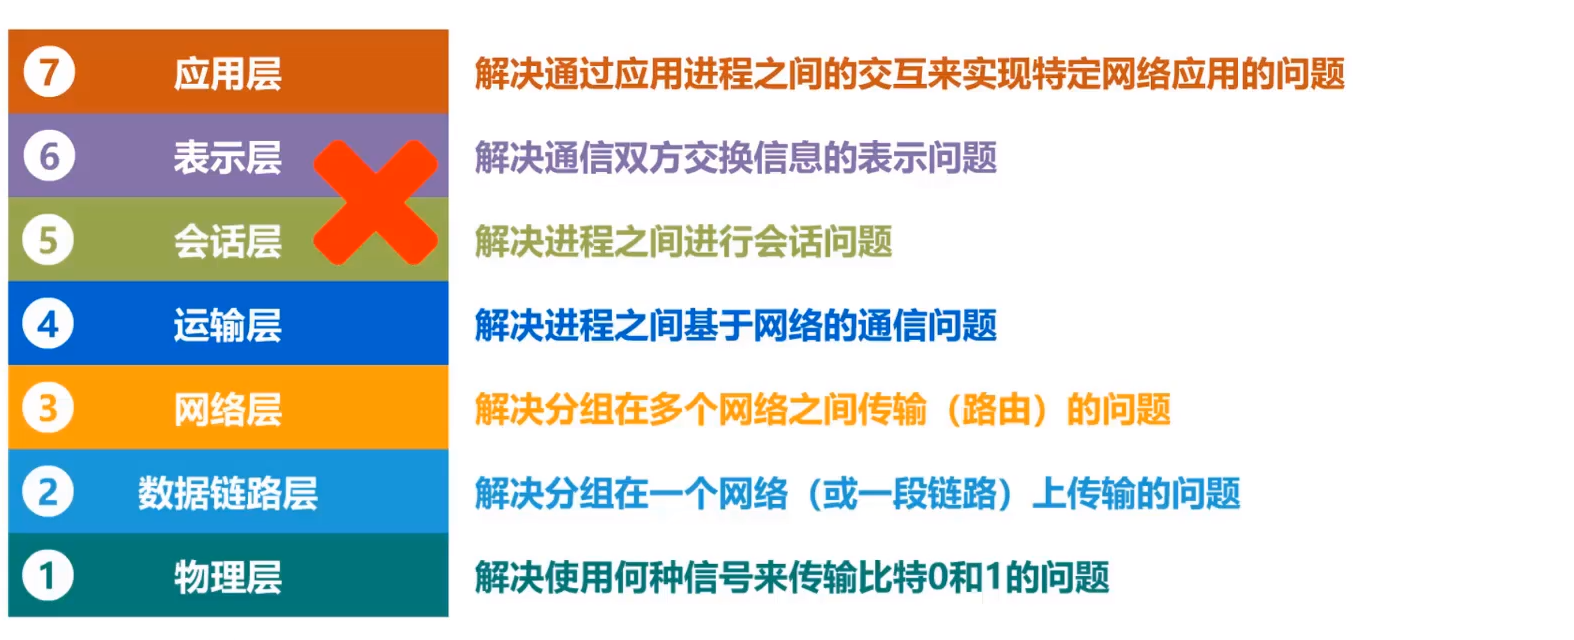 7 应用层 解决通过应用进程之间的交互来实现特定网络应用的问题
6 表示层 解决通信双方交换信息的表示问题
5 会话层 解决进程之间进行会话问题
4 运输层 解决进程之间基于网络的通信问题
3 网络层 解决分组在多个网络之间传输（路由）的问题
2 数据链路层 解决分组在一个网络（或一段链路）上传输的问题
1 物理层 解决使用何种信号来传输比特0和1的问题